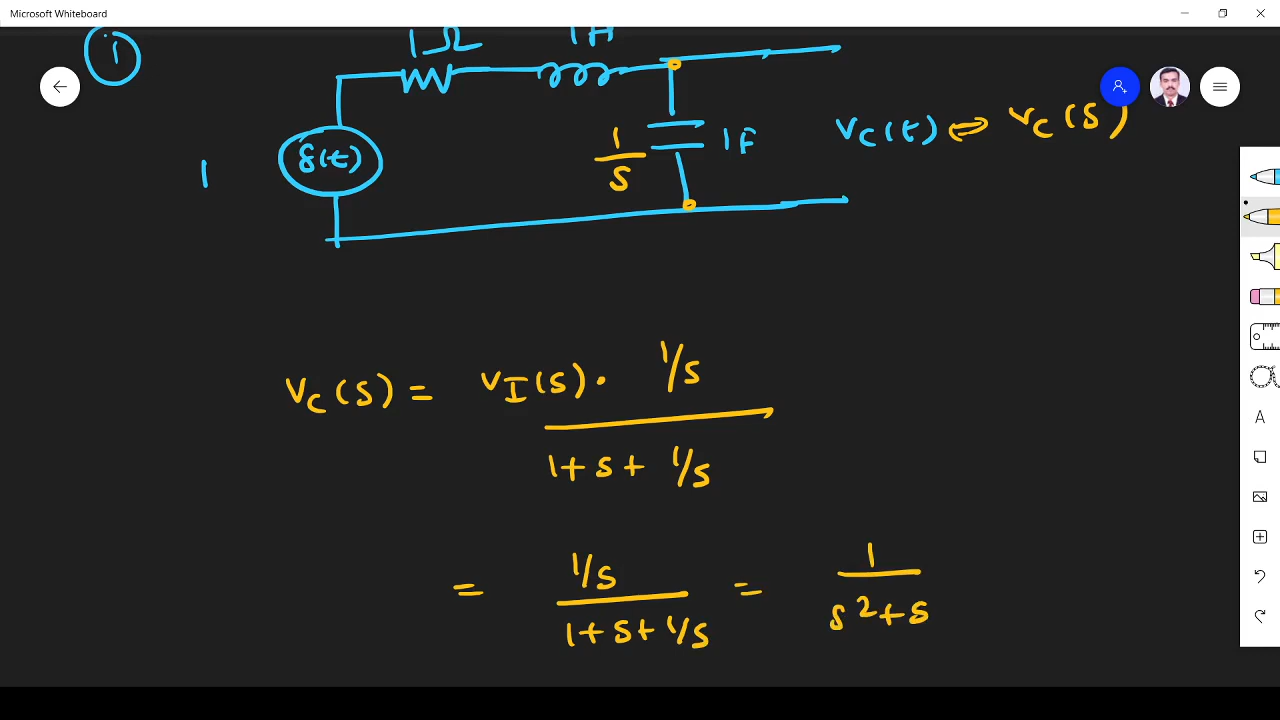 Microsoft Whiteboard
i
1 Ω 1H
δ(t)
1
1/s
1F
Vc(t) ⇔ Vc(s)
Vc(s) = VI(s) · 1/s
1+s+ 1/s
= 1/s / 1+s+1/s = 1 / s²+s
A